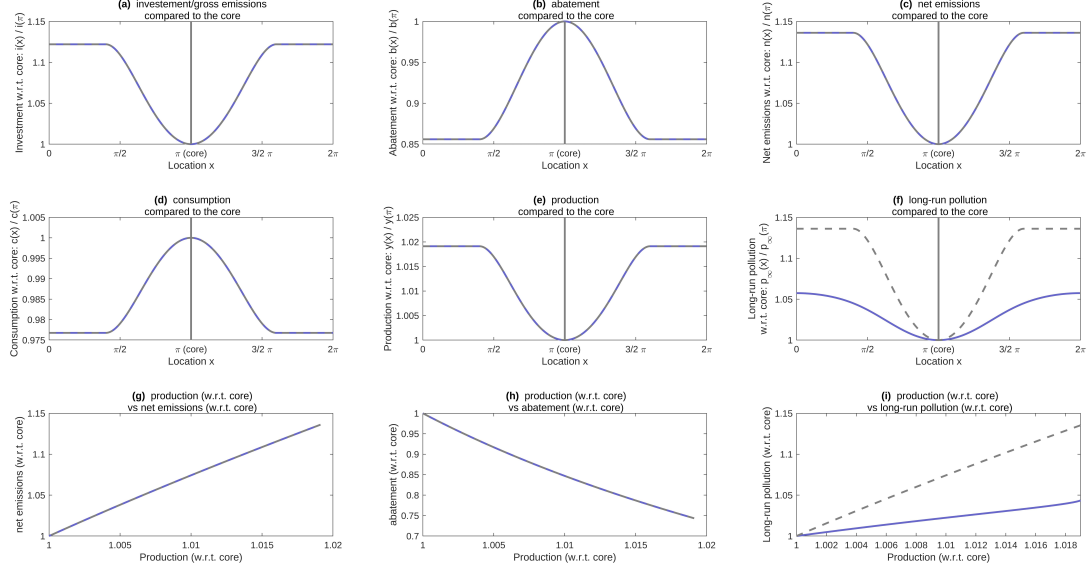 (a) investement/gross emissions
compared to the core
Investment w.r.t. core: i(x) / i(π)
1.15
1.1
1.05
1
0
π/2
π (core)
3/2 π
2π
Location x
(b) abatement
compared to the core
Abatement w.r.t. core: b(x) / b(π)
1
0.95
0.9
0.85
0
π/2
π (core)
3/2 π
2π
Location x
(c) net emissions
compared to the core
Net emissions w.r.t. core: n(x) / n(π)
1.15
1.1
1.05
1
0
π/2
π (core)
3/2 π
2π
Location x
(d) consumption
compared to the core
Consumption w.r.t. core: c(x) / c(π)
1.005
1
0.995
0.99
0.985
0.98
0.975
0
π/2
π (core)
3/2 π
2π
Location x
(e) production
compared to the core
Production w.r.t. core: y(x) / y(π)
1.025
1.02
1.015
1.01
1.005
1
0
π/2
π (core)
3/2 π
2π
Location x
(f) long-run pollution
compared to the core
Long-run pollution
w.r.t. core: p∞(x) / p∞(π)
1.15
1.1
1.05
1
0
π/2
π (core)
3/2 π
2π
Location x
(g) production (w.r.t. core)
vs net emissions (w.r.t. core)
net emissions (w.r.t. core)
1.15
1.1
1.05
1
1
1.005
1.01
1.015
1.02
Production (w.r.t. core)
(h) production (w.r.t. core)
vs abatement (w.r.t. core)
abatement (w.r.t. core)
1
0.95
0.9
0.85
0.8
0.75
0.7
1
1.005
1.01
1.015
1.02
Production (w.r.t. core)
(i) production (w.r.t. core)
vs long-run pollution (w.r.t. core)
Long-run pollution (w.r.t. core)
1.15
1.1
1.05
1
1
1.002
1.004
1.006
1.008
1.01
1.012
1.014
1.016
1.018
Production (w.r.t. core)